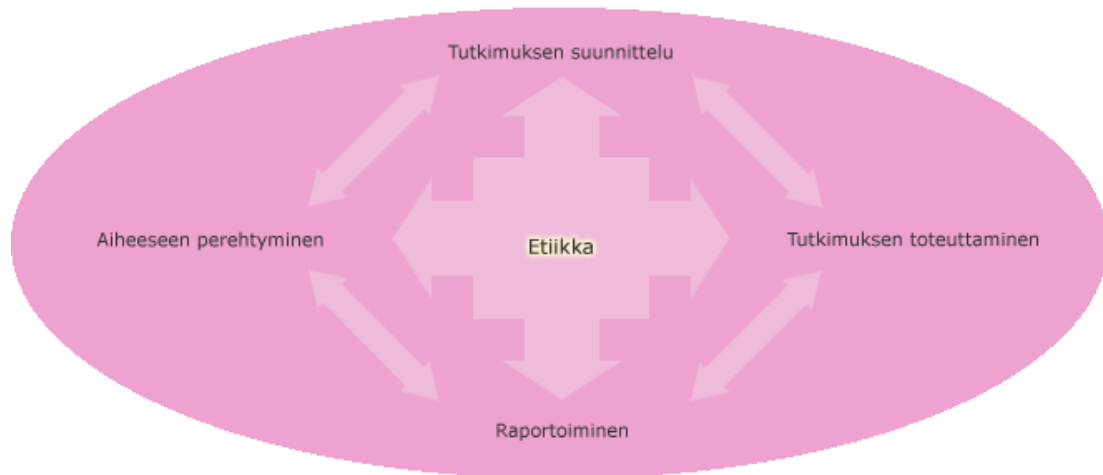 Tutkimuksen suunnittelu
Aiheeseen perehtyminen
Etiikka
Tutkimuksen toteuttaminen
Raportoiminen